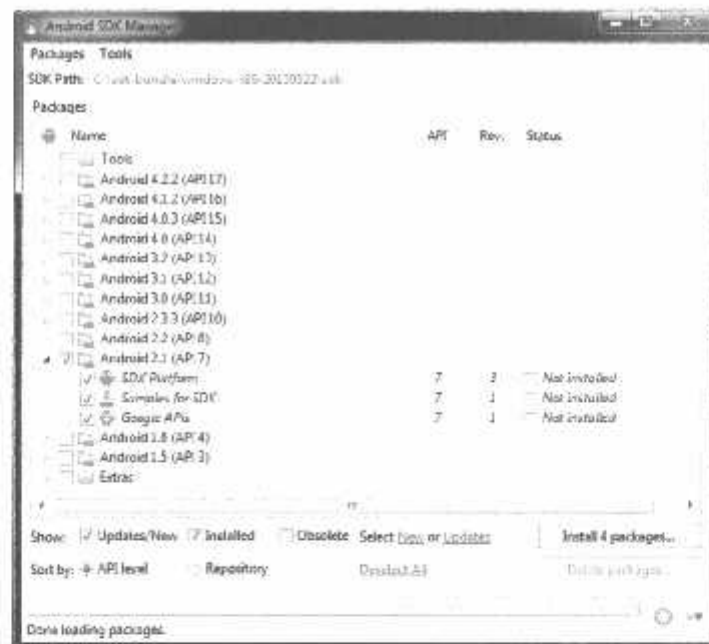 Android SDK Manager
Packages Tools
SDK Path:
Packages
Name API Rev. Status
Tools
Android 4.2.2 (API 17)
Android 4.1.2 (API 16)
Android 4.0.3 (API 15)
Android 4.0 (API 14)
Android 3.2 (API 13)
Android 3.1 (API 12)
Android 3.0 (API 11)
Android 2.3.3 (API 10)
Android 2.2 (API 8)
Android 2.1 (API 7)
SDK Platform 7 3 Not installed
Samples for SDK 7 1 Not installed
Google APIs 7 1 Not installed
Android 1.6 (API 4)
Android 1.5 (API 3)
Extras
Show: Updates/New Installed Obsolete Select New or Updates Install 4 packages...
Sort by: API level Repository Deselect All Delete packages...
Done loading packages.